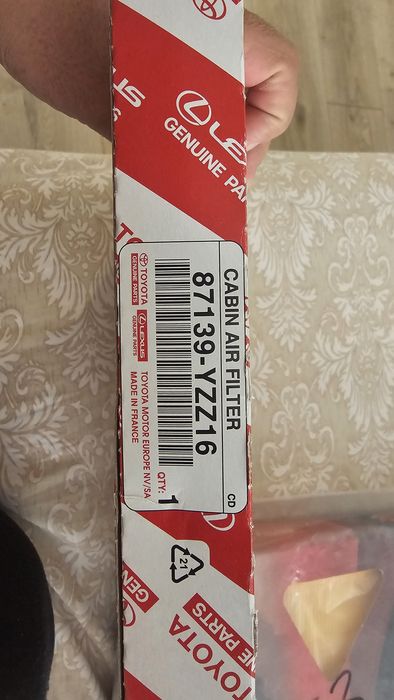 LEXUS
GENUINE PARTS
CABIN AIR FILTER
87139-YZZ16
TOYOTA
GENUINE PARTS
LEXUS
GENUINE PARTS
QTY: 1
TOYOTA MOTOR EUROPE NV/SA
MADE IN FRANCE
CD
21
TOYOTA
GENUINE PARTS